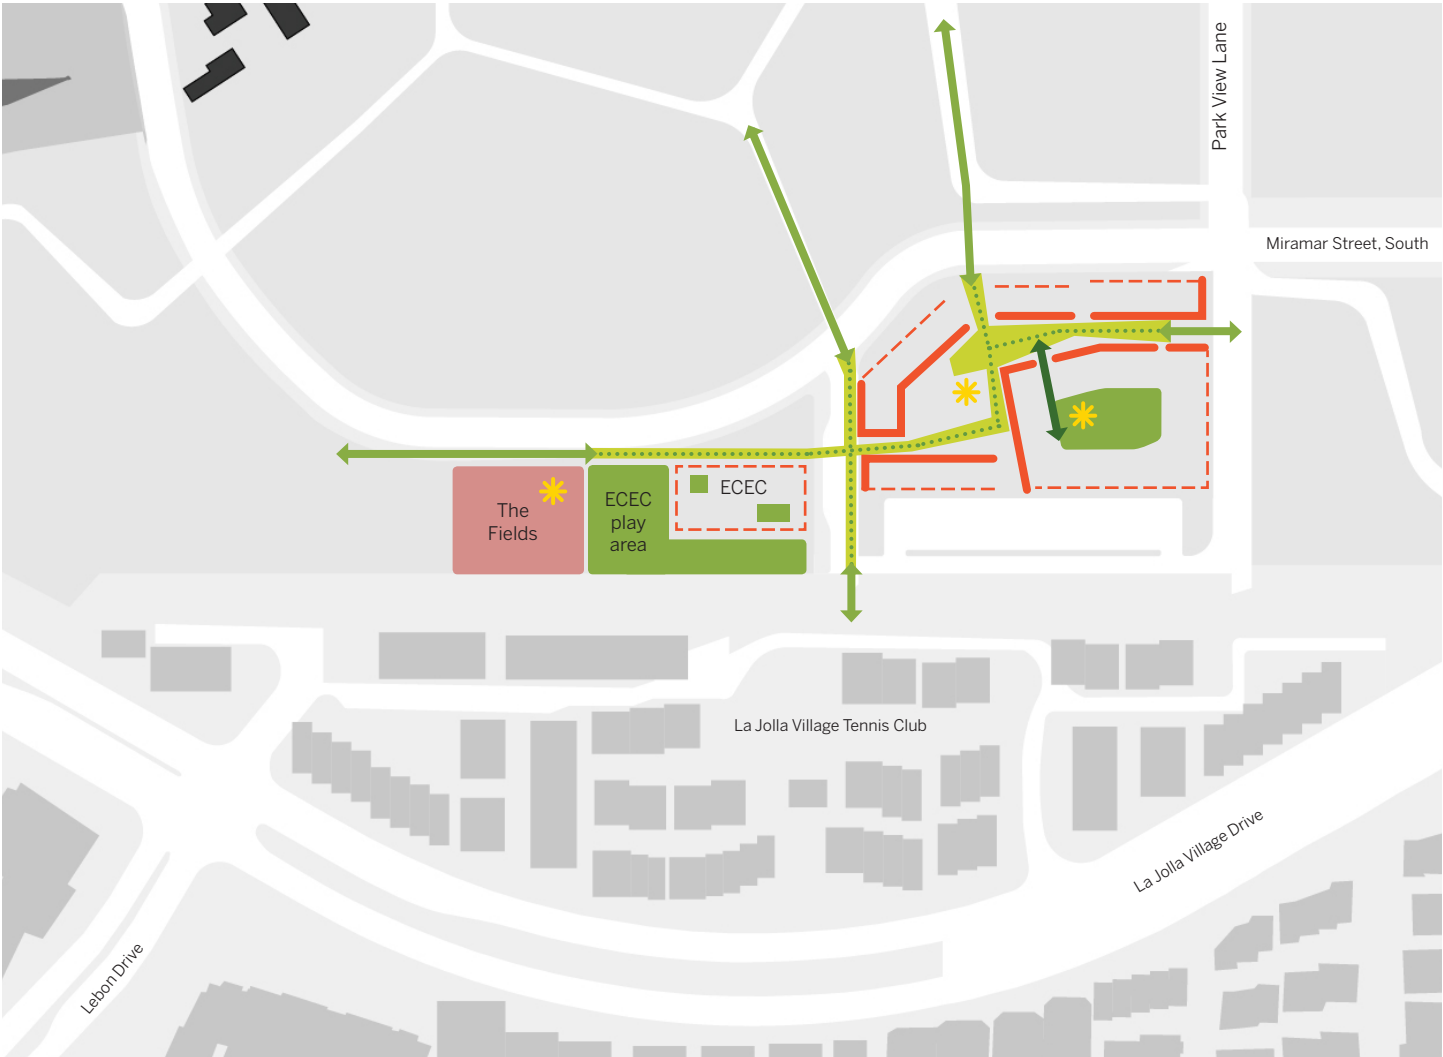 Park View Lane
Miramar Street, South
The
Fields
ECEC
play
area
ECEC
La Jolla Village Tennis Club
La Jolla Village Drive
Lebon Drive